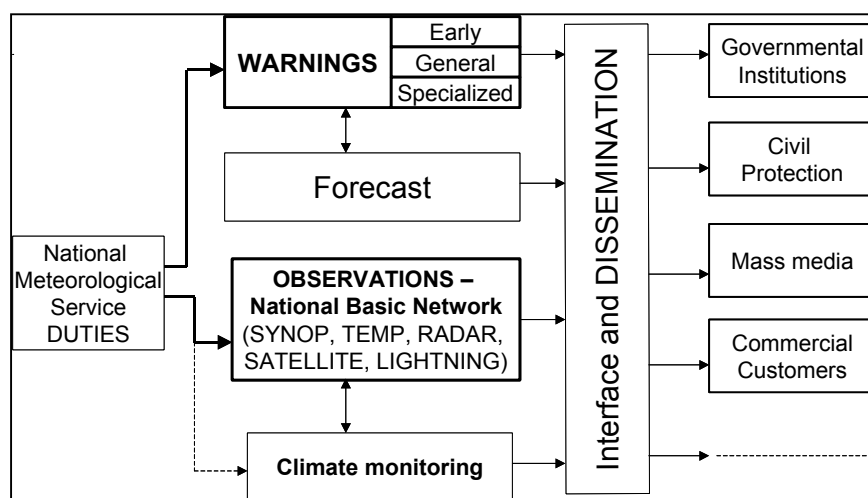 National
Meteorological
Service
DUTIES
WARNINGS
Early
General
Specialized
Forecast
OBSERVATIONS –
National Basic Network
(SYNOP, TEMP, RADAR,
SATELLITE, LIGHTNING)
Climate monitoring
Interface and DISSEMINATION
Governmental
Institutions
Civil
Protection
Mass media
Commercial
Customers